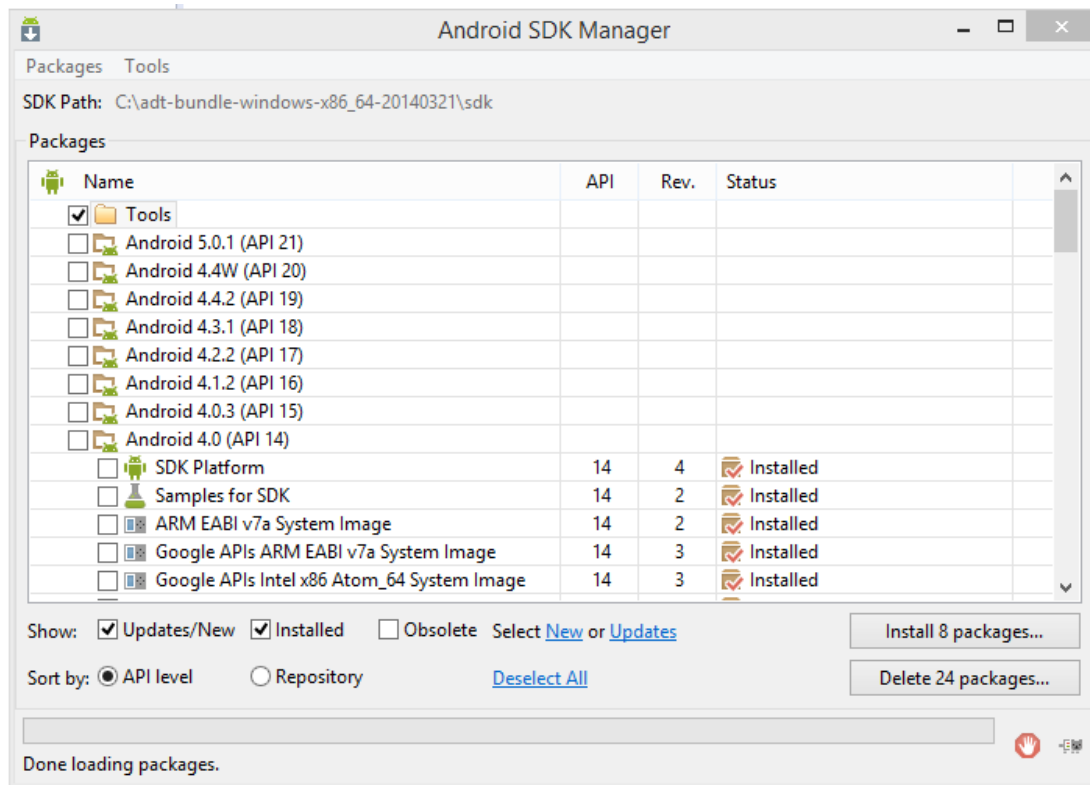 Android SDK Manager
Packages Tools
SDK Path: C:\adt-bundle-windows-x86_64-20140321\sdk
Packages
Name API Rev. Status
Tools
Android 5.0.1 (API 21)
Android 4.4W (API 20)
Android 4.4.2 (API 19)
Android 4.3.1 (API 18)
Android 4.2.2 (API 17)
Android 4.1.2 (API 16)
Android 4.0.3 (API 15)
Android 4.0 (API 14)
SDK Platform 14 4 Installed
Samples for SDK 14 2 Installed
ARM EABI v7a System Image 14 2 Installed
Google APIs ARM EABI v7a System Image 14 3 Installed
Google APIs Intel x86 Atom_64 System Image 14 3 Installed
Show: Updates/New Installed Obsolete Select New or Updates Install 8 packages...
Sort by: API level Repository Deselect All Delete 24 packages...
Done loading packages.